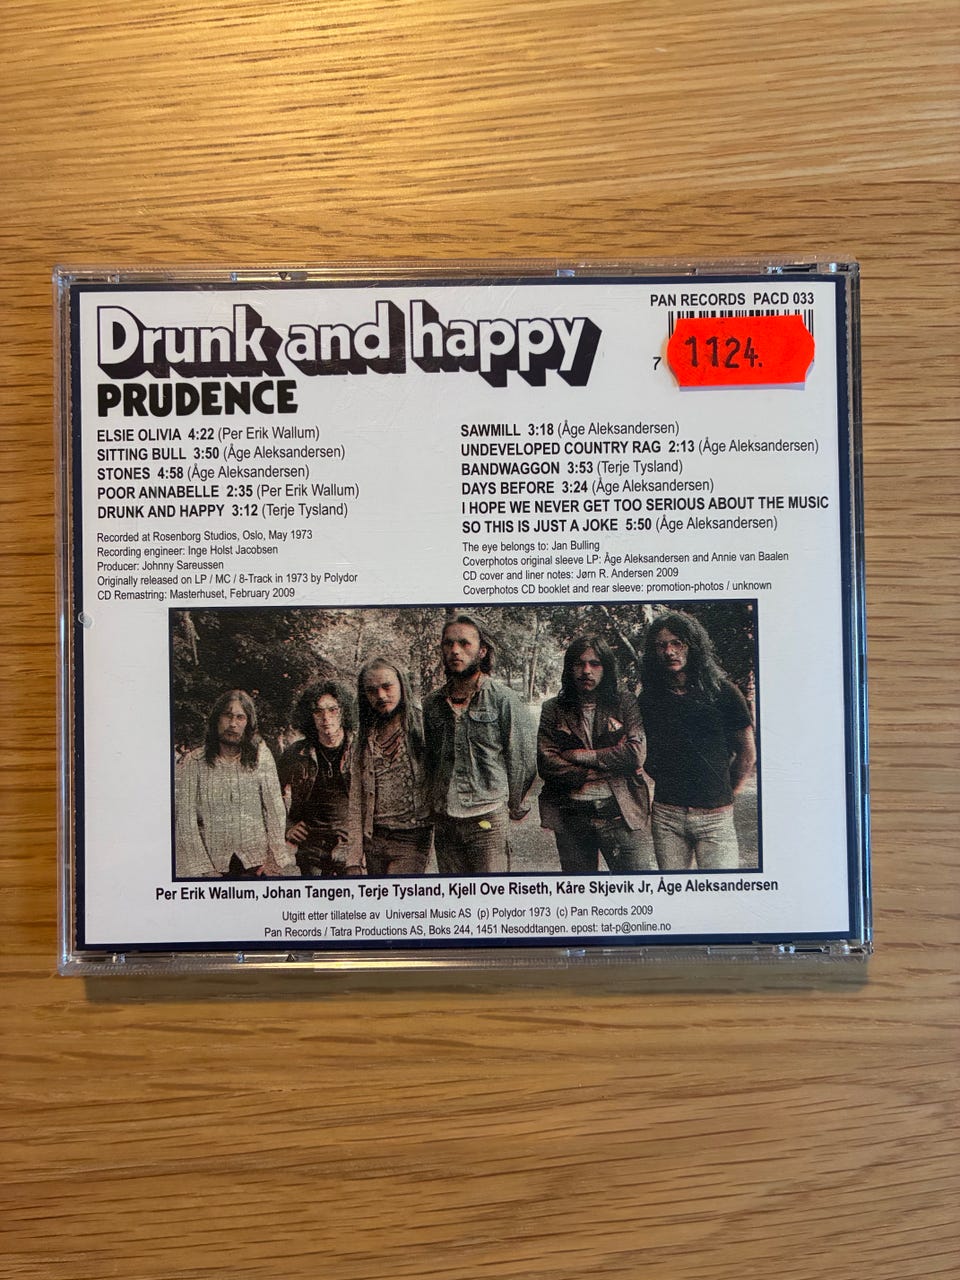 Drunk and happy
PRUDENCE
PAN RECORDS PACD 033
7
1124.
ELSIE OLIVIA 4:22 (Per Erik Wallum)
SITTING BULL 3:50 (Åge Aleksandersen)
STONES 4:58 (Åge Aleksandersen)
POOR ANNABELLE 2:35 (Per Erik Wallum)
DRUNK AND HAPPY 3:12 (Terje Tysland)
Recorded at Rosenborg Studios, Oslo, May 1973
Recording engineer: Inge Holst Jacobsen
Producer: Johnny Sareussen
Originally released on LP / MC / 8-Track in 1973 by Polydor
CD Remastring: Masterhuset, February 2009
SAWMILL 3:18 (Åge Aleksandersen)
UNDEVELOPED COUNTRY RAG 2:13 (Åge Aleksandersen)
BANDWAGGON 3:53 (Terje Tysland)
DAYS BEFORE 3:24 (Åge Aleksandersen)
I HOPE WE NEVER GET TOO SERIOUS ABOUT THE MUSIC
SO THIS IS JUST A JOKE 5:50 (Åge Aleksandersen)
The eye belongs to: Jan Bulling
Coverphotos original sleeve LP: Åge Aleksandersen and Annie van Baalen
CD cover and liner notes: Jørn R. Andersen 2009
Coverphotos CD booklet and rear sleeve: promotion-photos / unknown
Per Erik Wallum, Johan Tangen, Terje Tysland, Kjell Ove Riseth, Kåre Skjevik Jr, Åge Aleksandersen
Utgitt etter tillatelse av Universal Music AS (p) Polydor 1973 (c) Pan Records 2009
Pan Records / Tatra Productions AS, Boks 244, 1451 Nesoddtangen. epost: tat-p@online.no